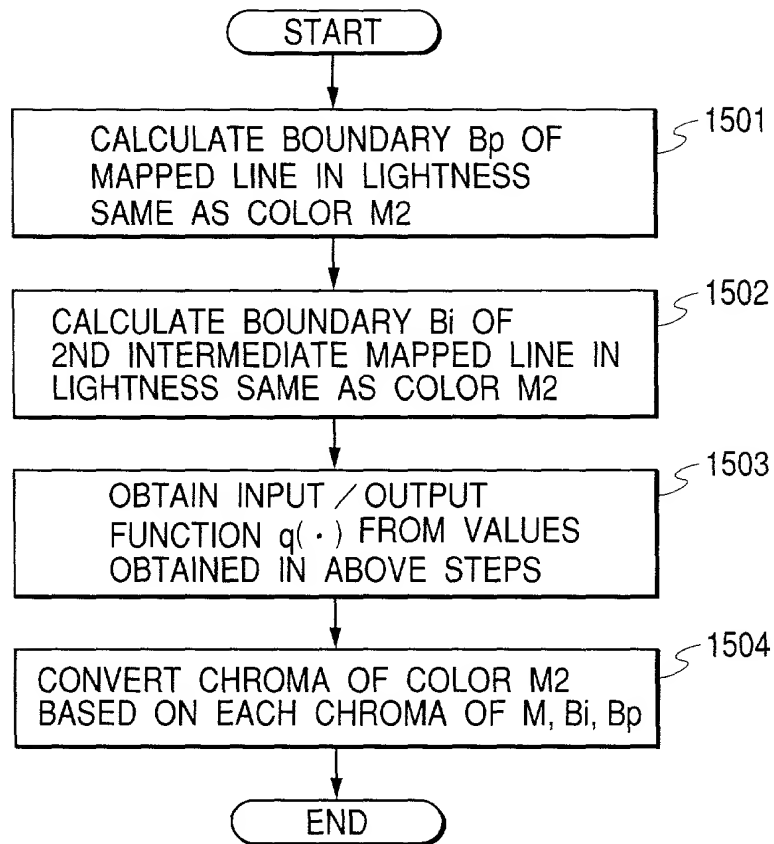 START
CALCULATE BOUNDARY Bp OF
MAPPED LINE IN LIGHTNESS
SAME AS COLOR M2
1501
CALCULATE BOUNDARY Bi OF
2ND INTERMEDIATE MAPPED LINE IN
LIGHTNESS SAME AS COLOR M2
1502
OBTAIN INPUT / OUTPUT
FUNCTION q( · ) FROM VALUES
OBTAINED IN ABOVE STEPS
1503
CONVERT CHROMA OF COLOR M2
BASED ON EACH CHROMA OF M, Bi, Bp
1504
END